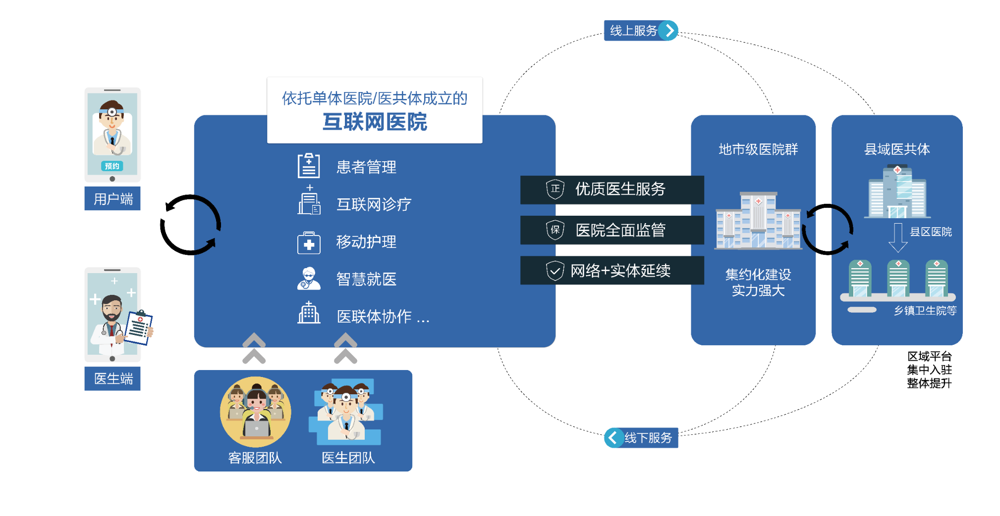 线上服务
依托单体医院/医共体成立的
互联网医院
预约
用户端
医生端
患者管理
互联网诊疗
移动护理
智慧就医
医联体协作 ...
正 优质医生服务
保 医院全面监管
网络+实体延续
地市级医院群
集约化建设
实力强大
县域医共体
县区医院
乡镇卫生院等
区域平台
集中入驻
整体提升
客服团队
医生团队
线下服务